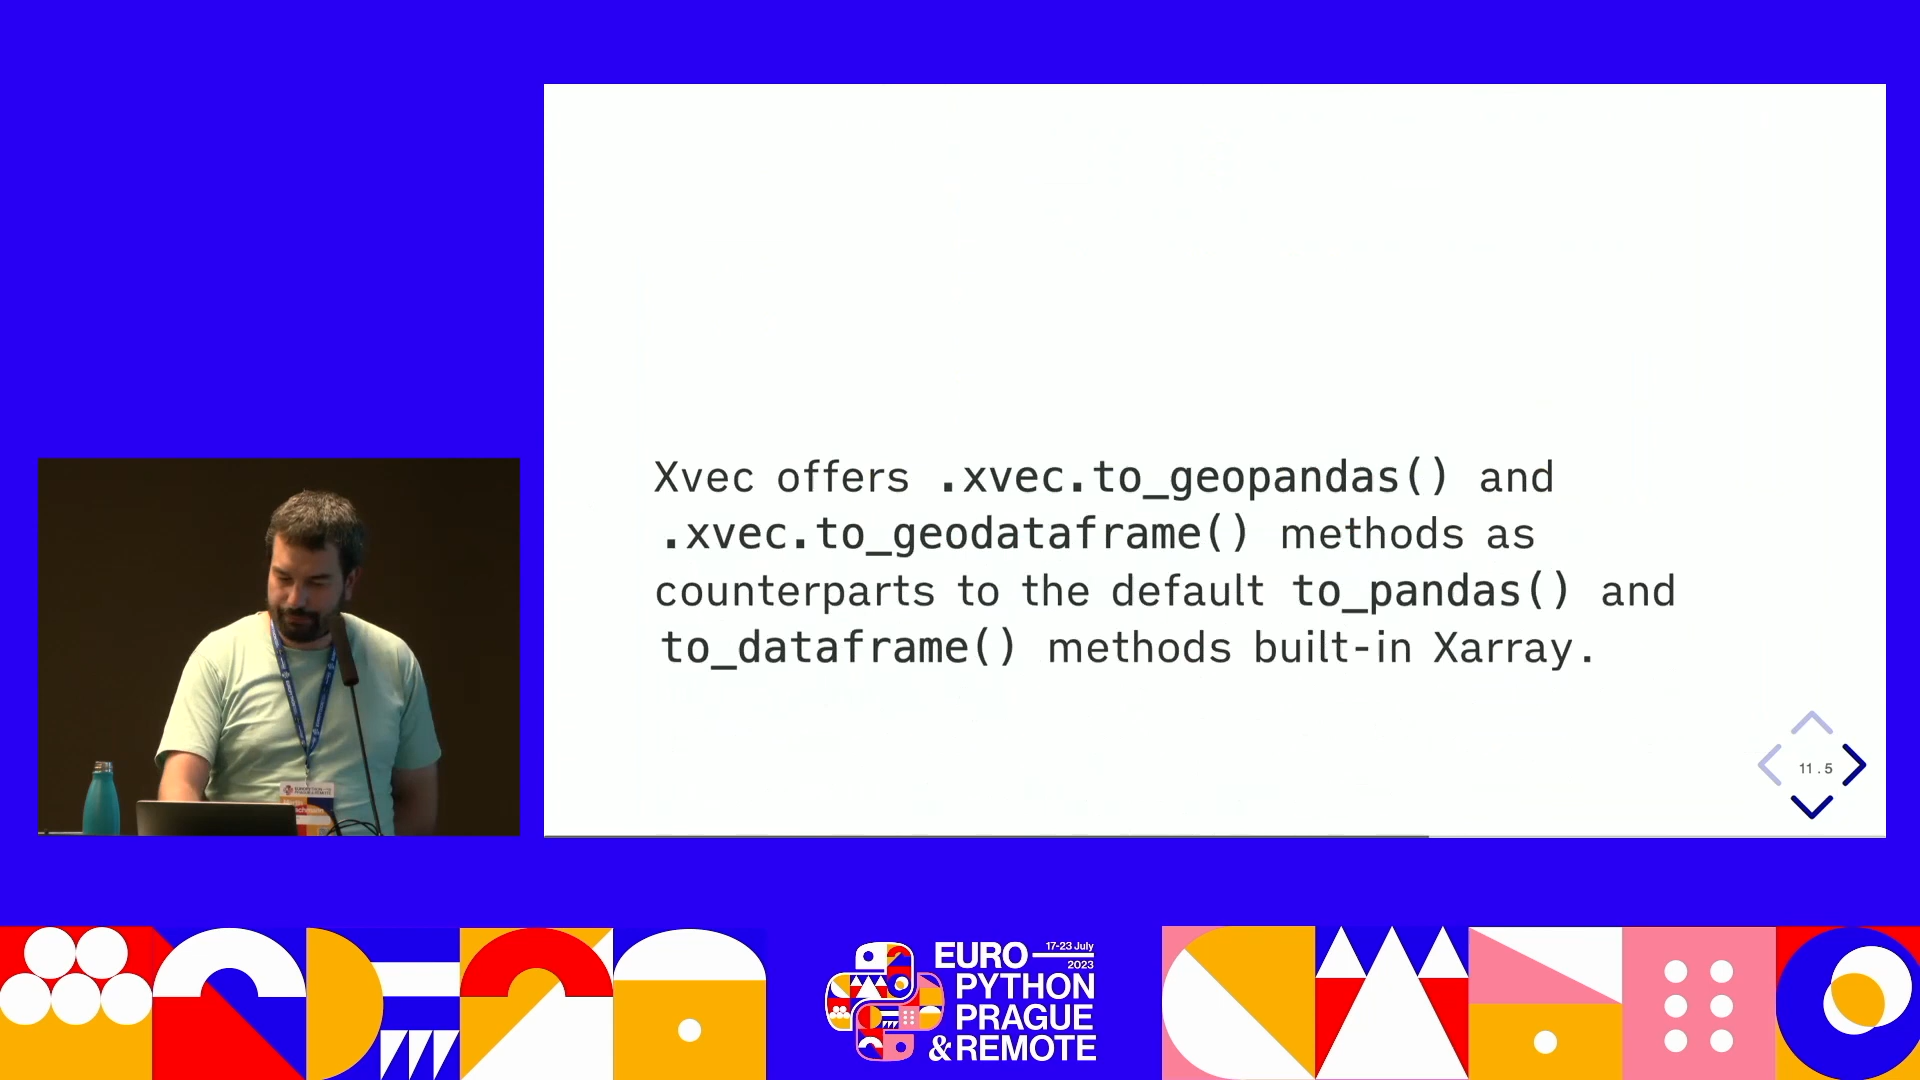 Xvec offers .xvec.to_geopandas() and
.xvec.to_geodataframe() methods as
counterparts to the default to_pandas() and
to_dataframe() methods built-in Xarray.
11.5
EURO
17-23 July
2023
PYTHON
PRAGUE
&REMOTE